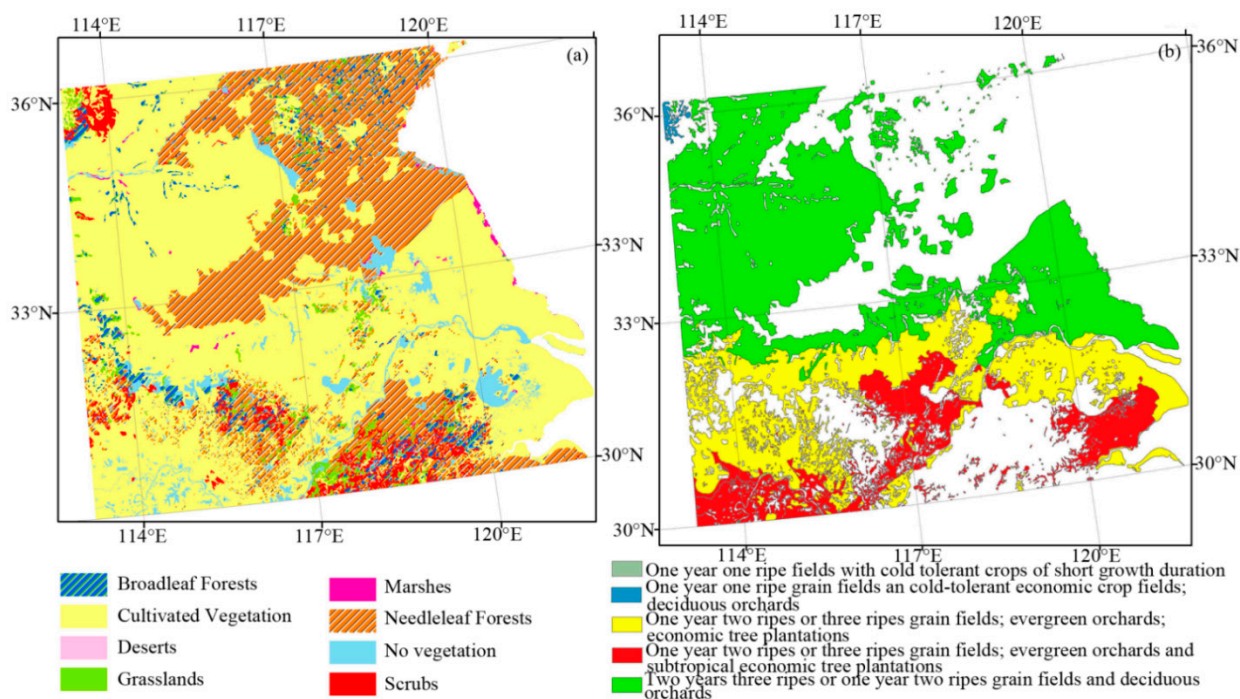 114°E 117°E 120°E
(a)
36°N
33°N
33°N
30°N
114°E 117°E 120°E
114°E 117°E 120°E
(b)
36°N
36°N
33°N
33°N
30°N
30°N
114°E 117°E 120°E
Broadleaf Forests
Cultivated Vegetation
Deserts
Grasslands
Marshes
Needleleaf Forests
No vegetation
Scrubs
One year one ripe fields with cold tolerant crops of short growth duration
One year one ripe grain fields an cold-tolerant economic crop fields;
deciduous orchards
One year two ripes or three ripes grain fields; evergreen orchards;
economic tree plantations
One year two ripes or three ripes grain fields; evergreen orchards and
subtropical economic tree plantations
Two years three ripes or one year two ripes grain fields and deciduous
orchards